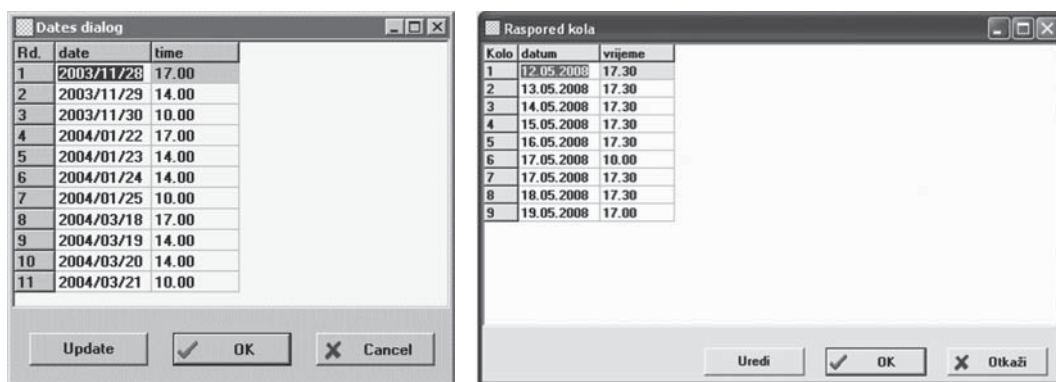 Dates dialog
Rd. date time
1 2003/11/28 17.00
2 2003/11/29 14.00
3 2003/11/30 10.00
4 2004/01/22 17.00
5 2004/01/23 14.00
6 2004/01/24 14.00
7 2004/01/25 10.00
8 2004/03/18 17.00
9 2004/03/19 14.00
10 2004/03/20 14.00
11 2004/03/21 10.00
Update OK Cancel
Raspored kola
Kolo datum vrijeme
1 12.05.2008 17.30
2 13.05.2008 17.30
3 14.05.2008 17.30
4 15.05.2008 17.30
5 16.05.2008 17.30
6 17.05.2008 10.00
7 17.05.2008 17.30
8 18.05.2008 17.30
9 19.05.2008 17.00
Uredi OK Otkaži